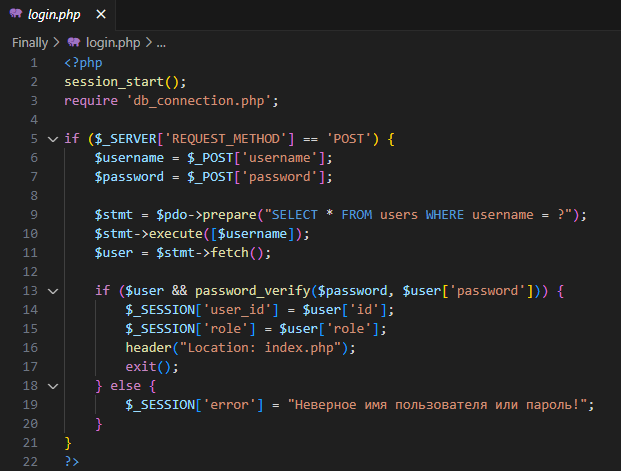 login.php ×
Finally > login.php > ...
1 <?php
2 session_start();
3 require 'db_connection.php';
4
5 if ($_SERVER['REQUEST_METHOD'] == 'POST') {
6     $username = $_POST['username'];
7     $password = $_POST['password'];
8
9     $stmt = $pdo->prepare("SELECT * FROM users WHERE username = ?");
10     $stmt->execute([$username]);
11     $user = $stmt->fetch();
12
13     if ($user && password_verify($password, $user['password'])) {
14         $_SESSION['user_id'] = $user['id'];
15         $_SESSION['role'] = $user['role'];
16         header("Location: index.php");
17         exit();
18     } else {
19         $_SESSION['error'] = "Неверное имя пользователя или пароль!";
20     }
21 }
22 ?>